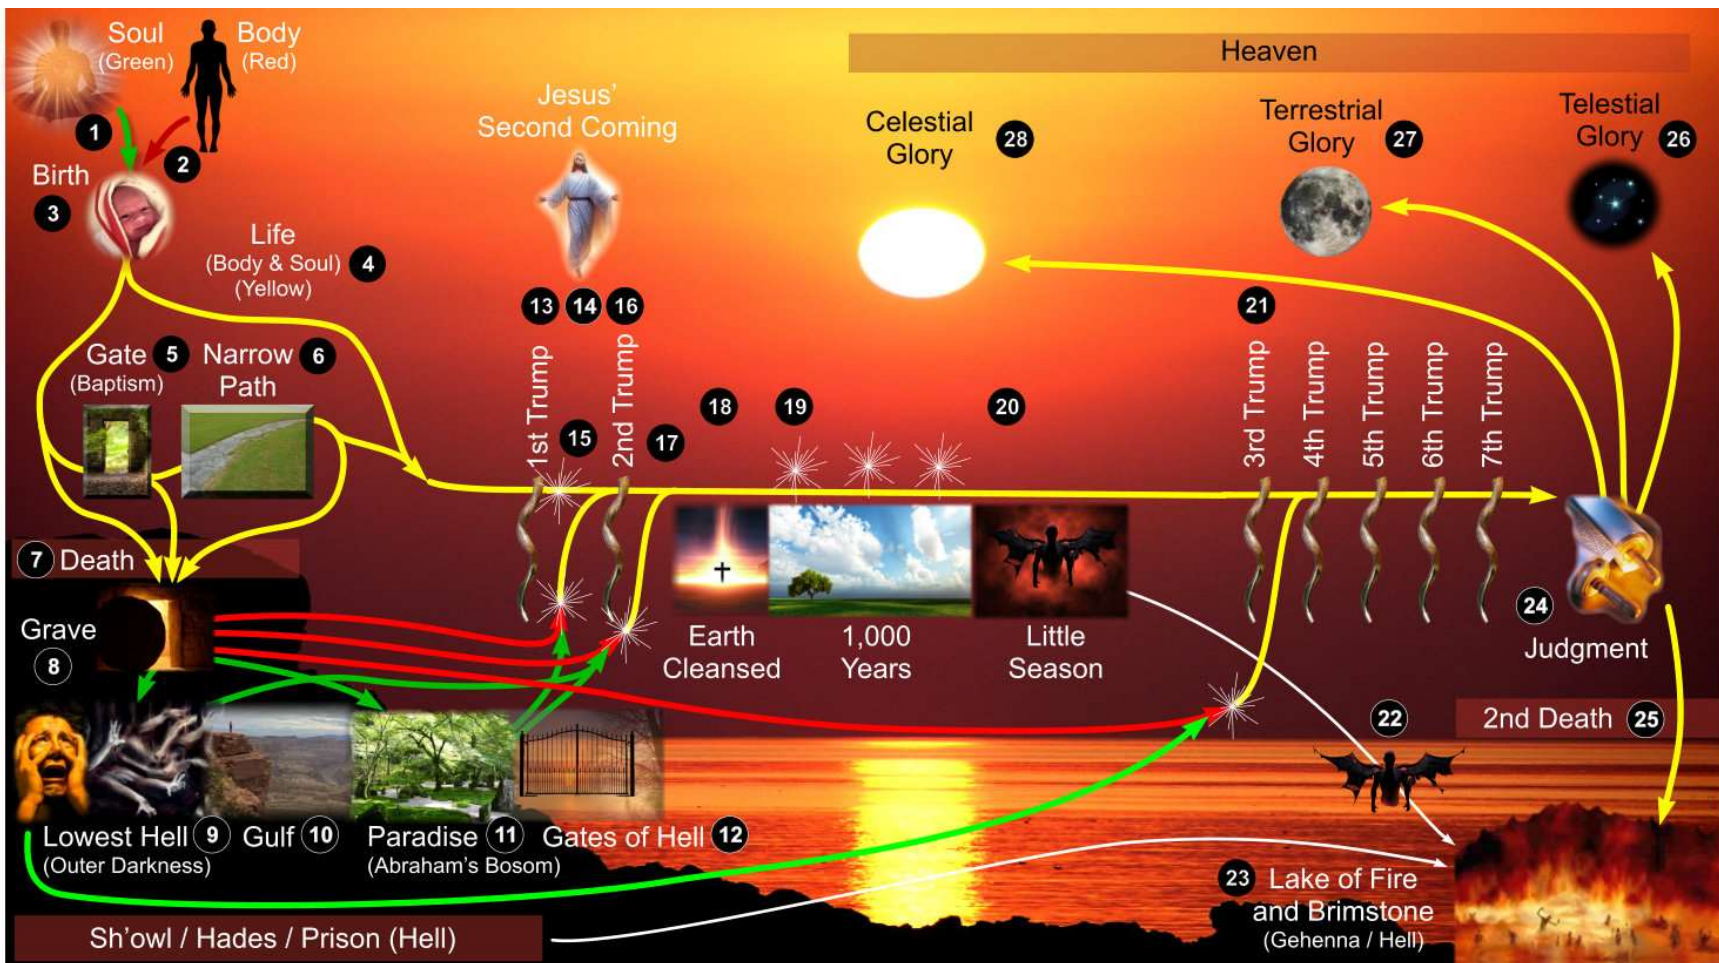 Soul
(Green)
Body
(Red)
1
2
Birth
3
Life
(Body & Soul)
(Yellow)
4
Gate
(Baptism)
5
Narrow
Path
6
7 Death
Grave
8
Lowest Hell
(Outer Darkness)
9
Gulf 10
Paradise
(Abraham's Bosom)
11
Gates of Hell 12
Sh'owl / Hades / Prison (Hell)
Jesus'
Second Coming
13
14
16
1st Trump
15
2nd Trump
17
18
19
20
Earth
Cleansed
1,000
Years
Little
Season
Heaven
Celestial
Glory
28
Terrestrial
Glory
27
Telestial
Glory
26
21
3rd Trump
4th Trump
5th Trump
6th Trump
7th Trump
24
Judgment
2nd Death 25
22
23 Lake of Fire
and Brimstone
(Gehenna / Hell)